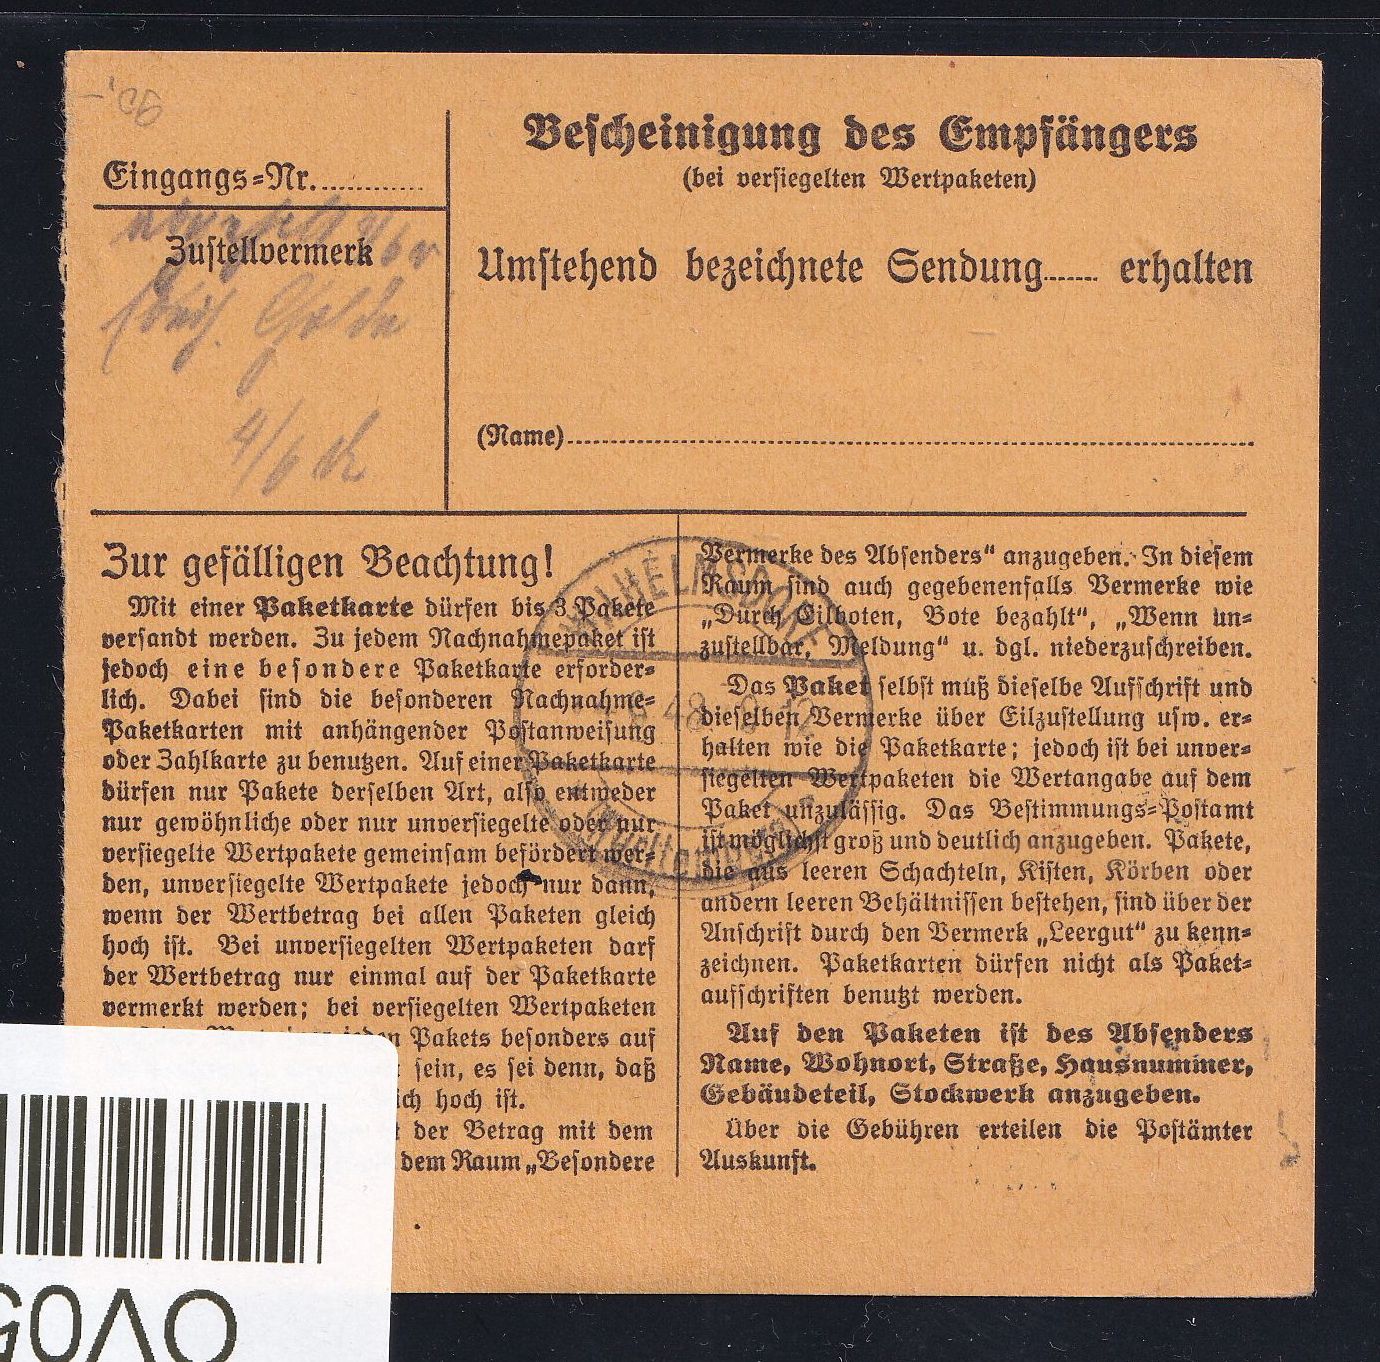 -,90
Eingangs=Nr.
Zustellvermerk
4/6
Bescheinigung des Empfängers
(bei versiegelten Wertpaketen)
Umstehend bezeichnete Sendung erhalten
(Name)
Zur gefälligen Beachtung!
Mit einer Paketkarte dürfen bis 3 Pakete
versandt werden. Zu jedem Nachnahmepaket ist
jedoch eine besondere Paketkarte erforder=
lich. Dabei sind die besonderen Nachnahme=
Paketkarten mit anhängender Postanweisung
oder Zahlkarte zu benutzen. Auf einer Paketkarte
dürfen nur Pakete derselben Art, also entweder
nur gewöhnliche oder nur unversiegelte oder nur
versiegelte Wertpakete gemeinsam befördert wer=
den, unversiegelte Wertpakete jedoch nur dann,
wenn der Wertbetrag bei allen Paketen gleich
hoch ist. Bei unversiegelten Wertpaketen darf
der Wertbetrag nur einmal auf der Paketkarte
vermerkt werden; bei versiegelten Wertpaketen
Pakets besonders auf
sein, es sei denn, daß
hoch ist.
der Betrag mit dem
dem Raum „Besondere
Vermerke des Absenders“ anzugeben. In diesem
Raum sind auch gegebenenfalls Vermerke wie
„Durch Eilboten, Bote bezahlt“, „Wenn un=
zustellbar, Meldung“ u. dgl. niederzuschreiben.
Das Paket selbst muß dieselbe Aufschrift und
dieselben Vermerke über Eilzustellung usw. er=
halten wie die Paketkarte; jedoch ist bei unver=
siegelten Wertpaketen die Wertangabe auf dem
Paket unzulässig. Das Bestimmungs=Postamt
ist möglichst groß und deutlich anzugeben. Pakete,
die aus leeren Schachteln, Kisten, Körben oder
andern leeren Behältnissen bestehen, sind über der
Anschrift durch den Vermerk „Leergut“ zu kenn=
zeichnen. Paketkarten dürfen nicht als Paket=
aufschriften benutzt werden.
Auf den Paketen ist des Absenders
Name, Wohnort, Straße, Hausnummer,
Gebäudeteil, Stockwerk anzugeben.
Über die Gebühren erteilen die Postämter
Auskunft.
WILHELMSDORF
48
12
(Württemberg)
OV05